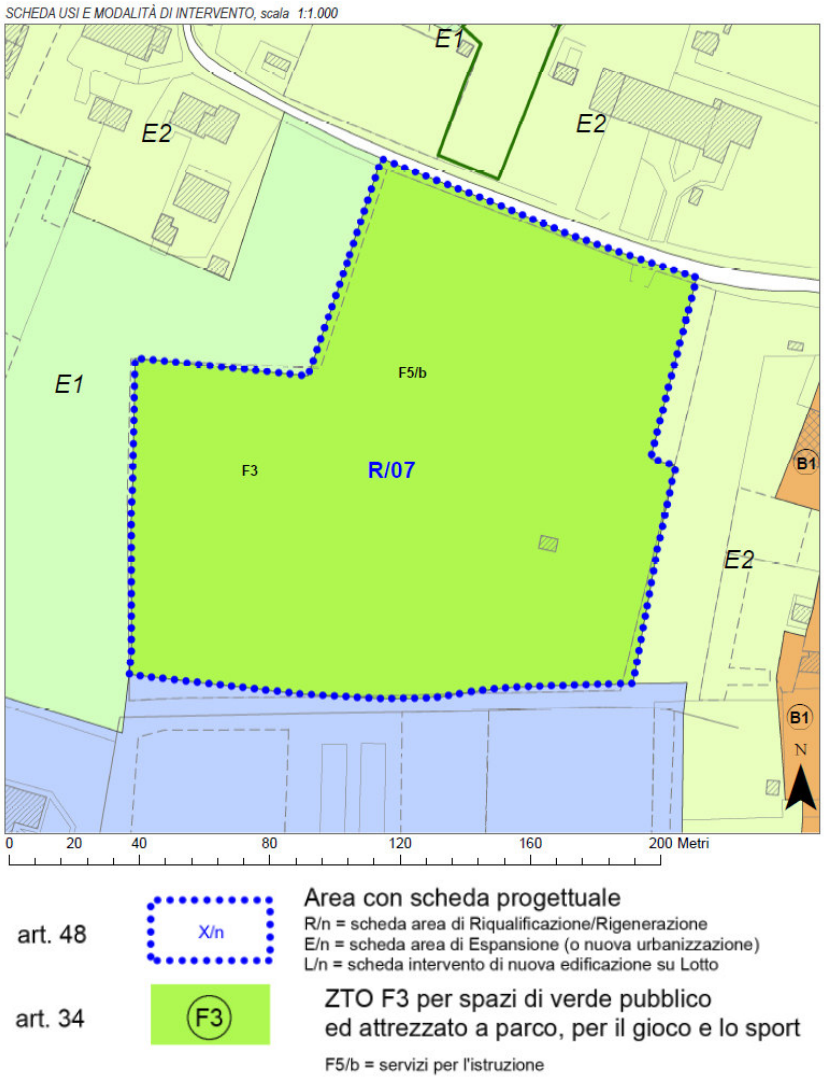 SCHEDA USI E MODALITÀ DI INTERVENTO, scala 1:1.000
E1
E2
E2
F5/b
E1
F3
R/07
B1
E2
B1
N
0 20 40 80 120 160 200 Metri
art. 48
X/n
Area con scheda progettuale
R/n = scheda area di Riqualificazione/Rigenerazione
E/n = scheda area di Espansione (o nuova urbanizzazione)
L/n = scheda intervento di nuova edificazione su Lotto
art. 34
F3
ZTO F3 per spazi di verde pubblico
ed attrezzato a parco, per il gioco e lo sport
F5/b = servizi per l'istruzione